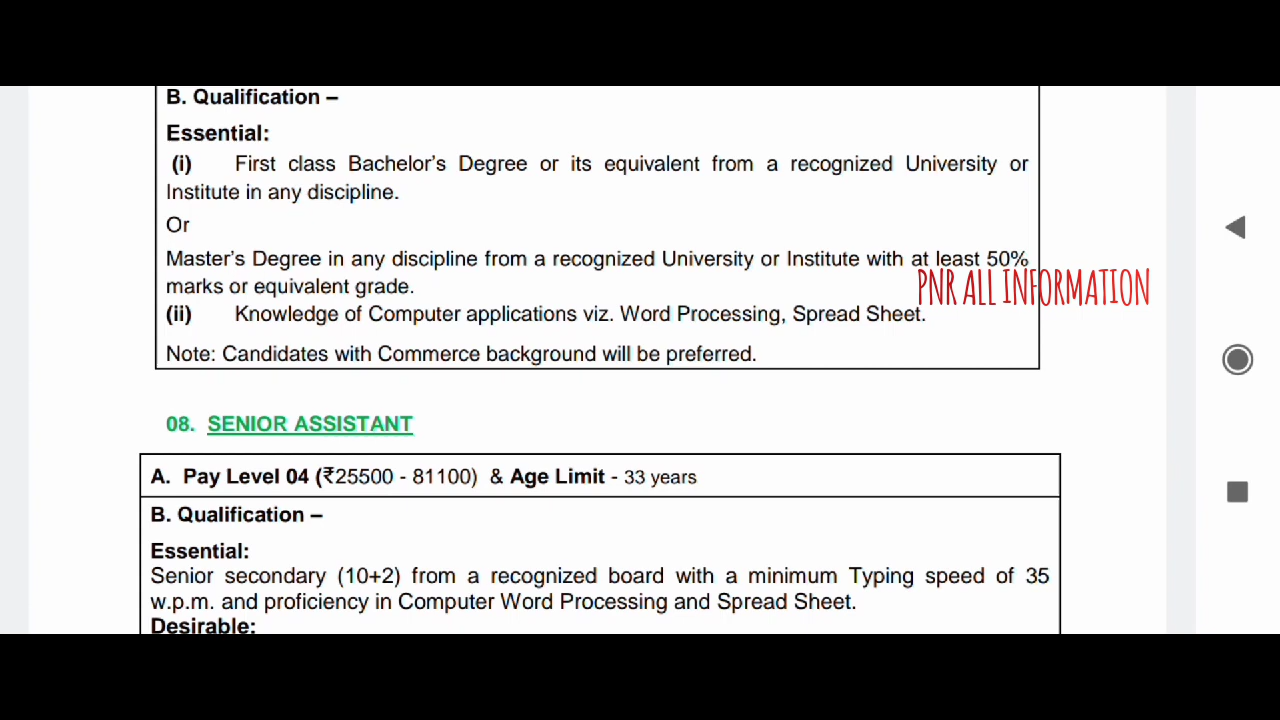 B. Qualification –
Essential:
(i) First class Bachelor's Degree or its equivalent from a recognized University or
Institute in any discipline.
Or
Master's Degree in any discipline from a recognized University or Institute with at least 50%
marks or equivalent grade.
PNR ALL INFORMATION
(ii) Knowledge of Computer applications viz. Word Processing, Spread Sheet.
Note: Candidates with Commerce background will be preferred.
08. SENIOR ASSISTANT
A. Pay Level 04 (₹25500 - 81100) & Age Limit - 33 years
B. Qualification –
Essential:
Senior secondary (10+2) from a recognized board with a minimum Typing speed of 35
w.p.m. and proficiency in Computer Word Processing and Spread Sheet.
Desirable: